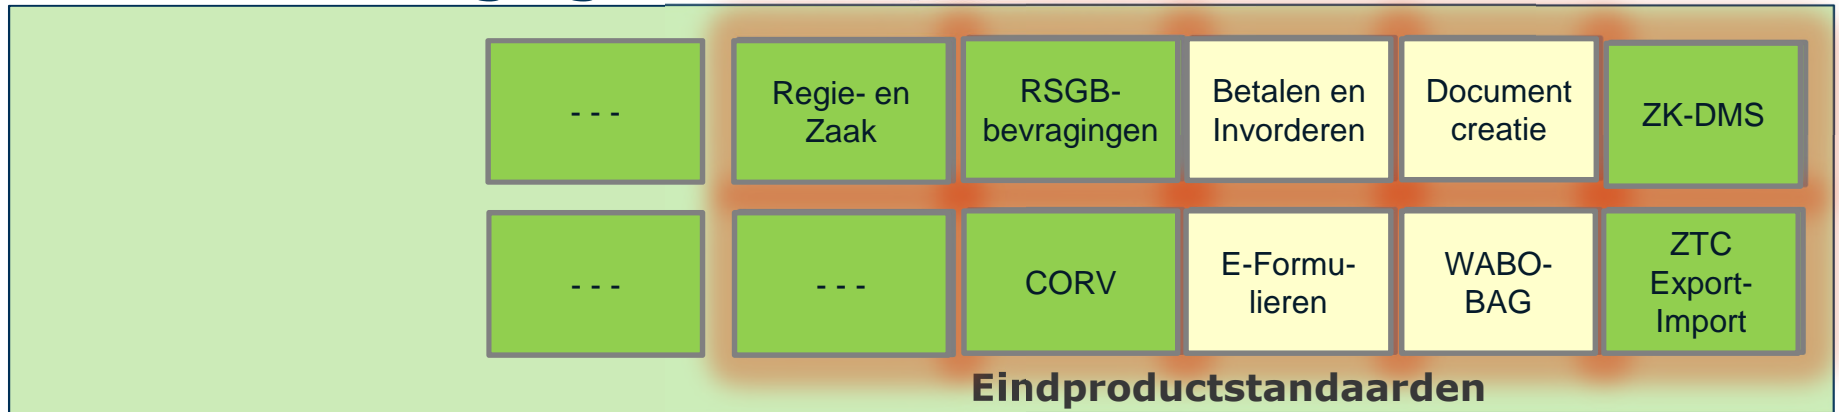 - - -
Regie- en
Zaak
RSGB-
bevragingen
Betalen en
Invorderen
Document
creatie
ZK-DMS
- - -
- - -
CORV
E-Formu-
lieren
WABO-
BAG
ZTC
Export-
Import
Eindproductstandaarden